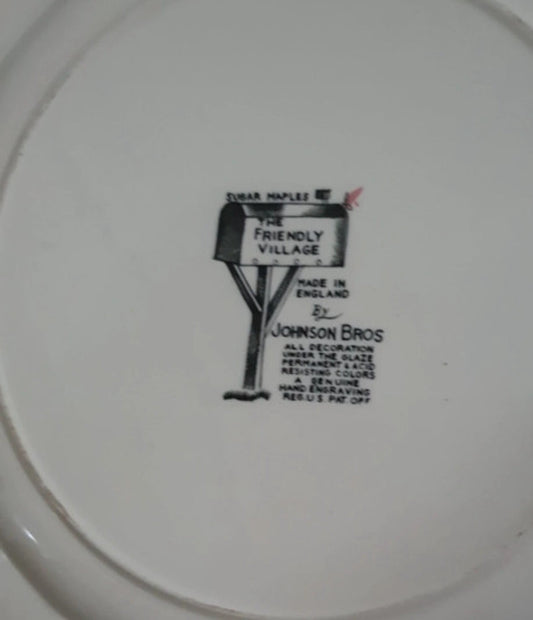 SUGAR MAPLES
THE
FRIENDLY
VILLAGE
MADE IN
ENGLAND
By
JOHNSON BROS
ALL DECORATION
UNDER THE GLAZE
PERMANENT & ACID
RESISTING COLORS
A GENUINE
HAND ENGRAVING
REG.U.S. PAT. OFF